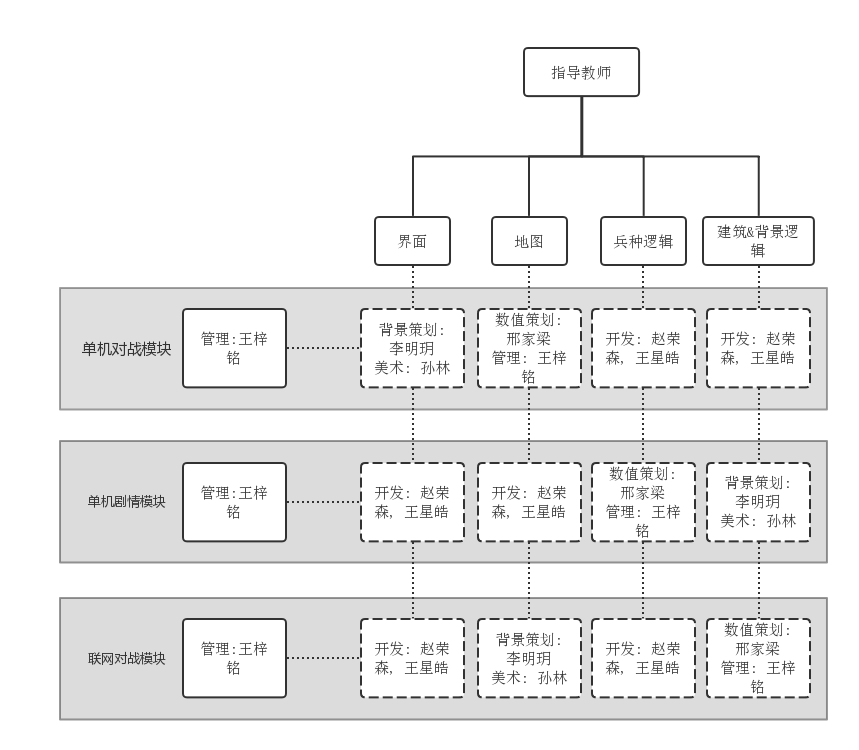 指导教师
界面
地图
兵种逻辑
建筑&背景逻
辑
单机对战模块
管理:王梓
铭
背景策划:
李明玥
美术: 孙林
数值策划:
邢家梁
管理: 王梓
铭
开发: 赵荣
森, 王星皓
开发: 赵荣
森, 王星皓
单机剧情模块
管理:王梓
铭
开发: 赵荣
森, 王星皓
开发: 赵荣
森, 王星皓
数值策划:
邢家梁
管理: 王梓
铭
背景策划:
李明玥
美术: 孙林
联网对战模块
管理:王梓
铭
开发: 赵荣
森, 王星皓
背景策划:
李明玥
美术: 孙林
开发: 赵荣
森, 王星皓
数值策划:
邢家梁
管理: 王梓
铭